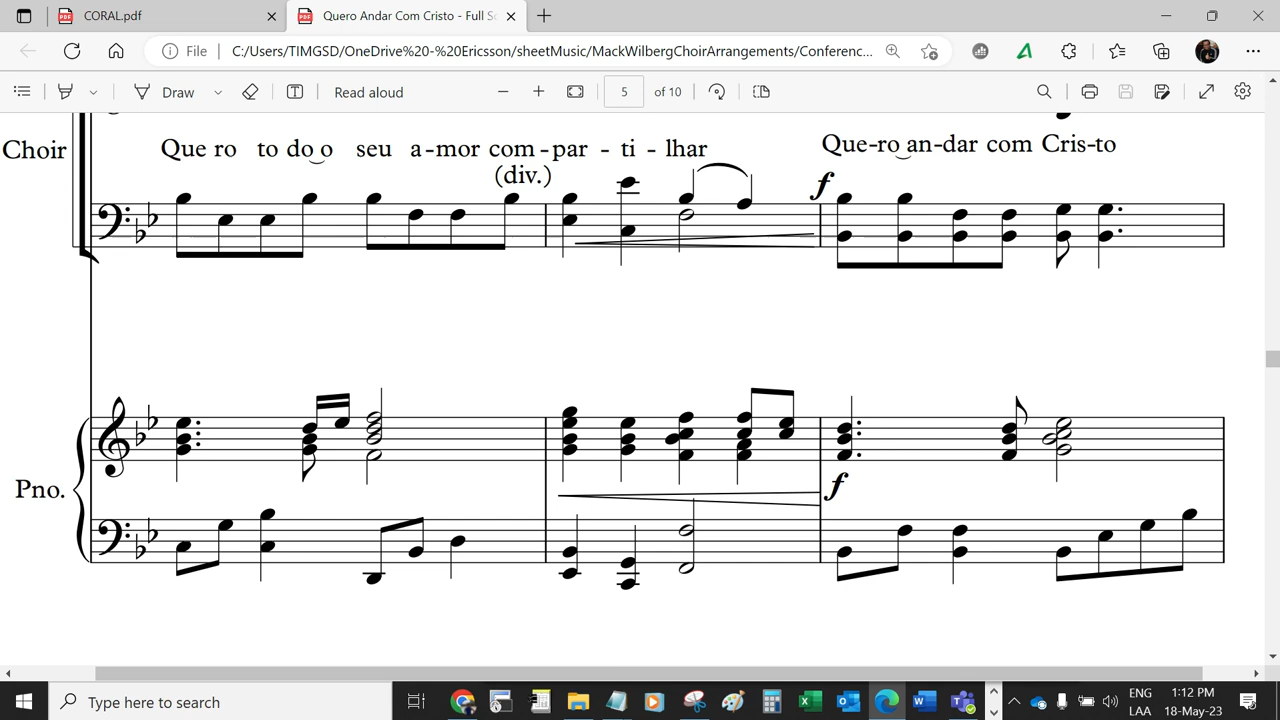 CORAL.pdf
Quero Andar Com Cristo - Full Sc
File
C:/Users/TIMGSD/OneDrive%20-%20Ericsson/sheetMusic/MackWilbergChoirArrangements/Conferenc...
Draw
Read aloud
5 of 10
Choir
Que ro to do‿o seu a-mor com-par - ti - lhar
Que-ro‿an-dar com Cris-to
(div.)
f
Pno.
f
Type here to search
ENG
LAA
1:12 PM
18-May-23